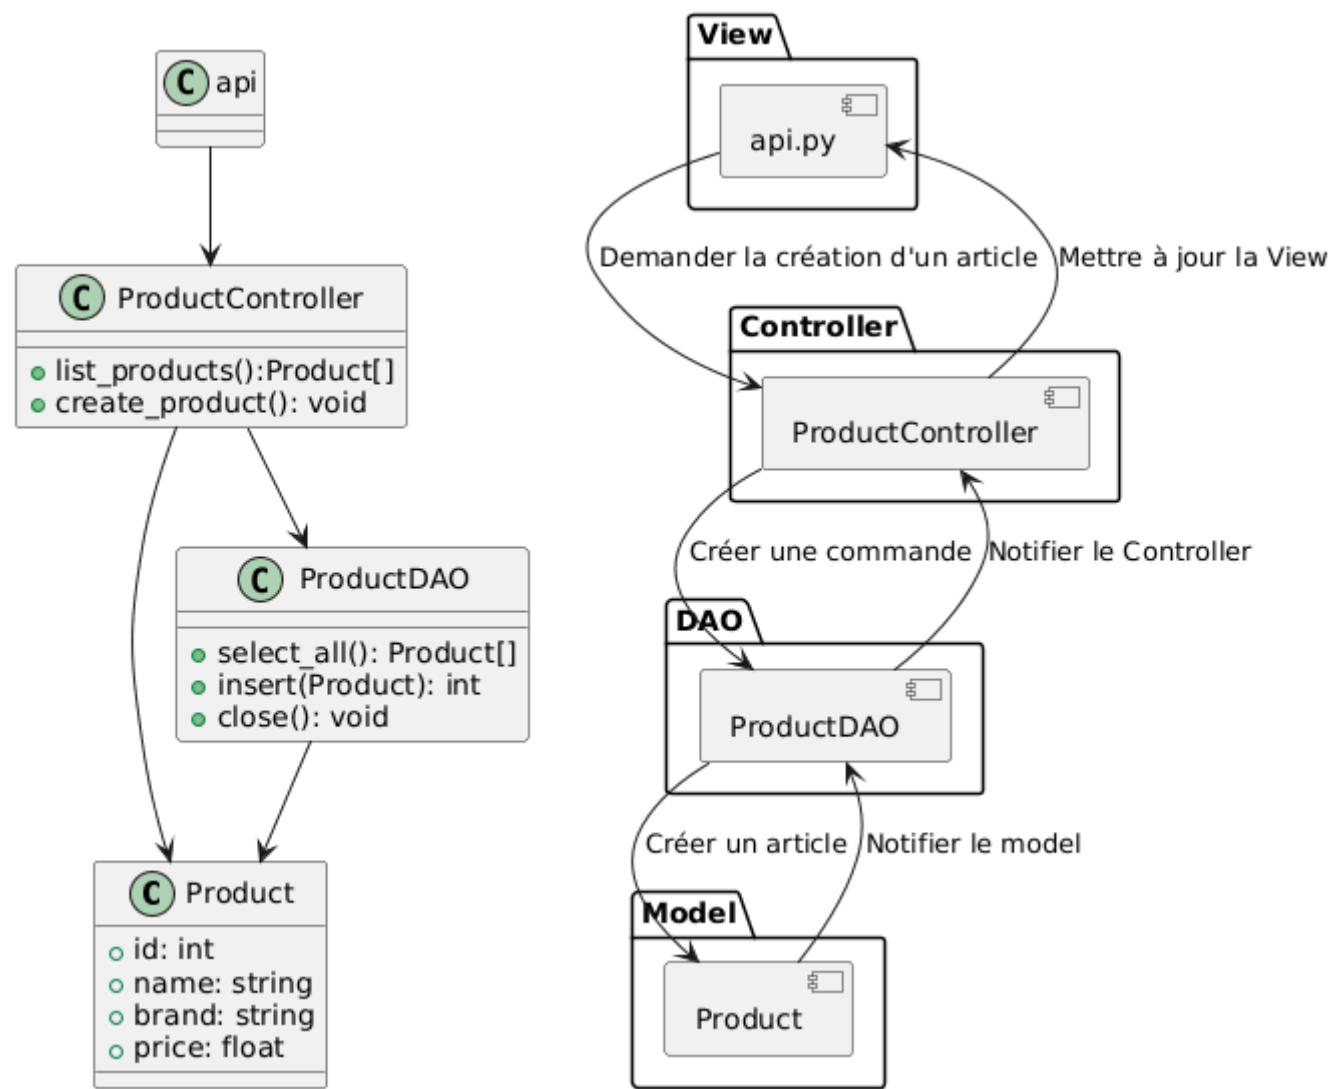 C api
C ProductController
list_products():Product[]
create_product(): void
C ProductDAO
select_all(): Product[]
insert(Product): int
close(): void
C Product
id: int
name: string
brand: string
price: float
View
api.py
Demander la création d'un article
Mettre à jour la View
Controller
ProductController
Créer une commande
Notifier le Controller
DAO
ProductDAO
Créer un article
Notifier le model
Model
Product